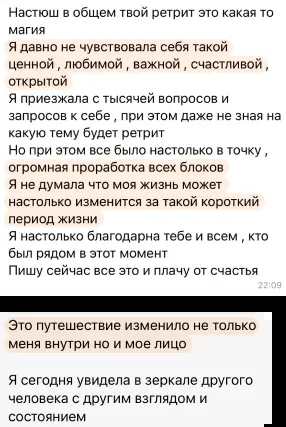 Настюш в общем твой ретрит это какая то
магия
Я давно не чувствовала себя такой
ценной , любимой , важной , счастливой ,
открытой
Я приезжала с тысячей вопросов и
запросов к себе , при этом даже не зная на
какую тему будет ретрит
Но при этом все было настолько в точку ,
огромная проработка всех блоков
Я не думала что моя жизнь может
настолько изменится за такой короткий
период жизни
Я настолько благодарна тебе и всем , кто
был рядом в этот момент
Пишу сейчас все это и плачу от счастья
22:09
Это путешествие изменило не только
меня внутри но и мое лицо
Я сегодня увидела в зеркале другого
человека с другим взглядом и
состоянием